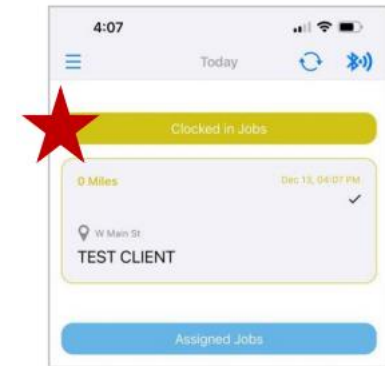 4:07
Today
Clocked in Jobs
0 Miles
Dec 13, 04:07 PM
W Main St
TEST CLIENT
Assigned Jobs